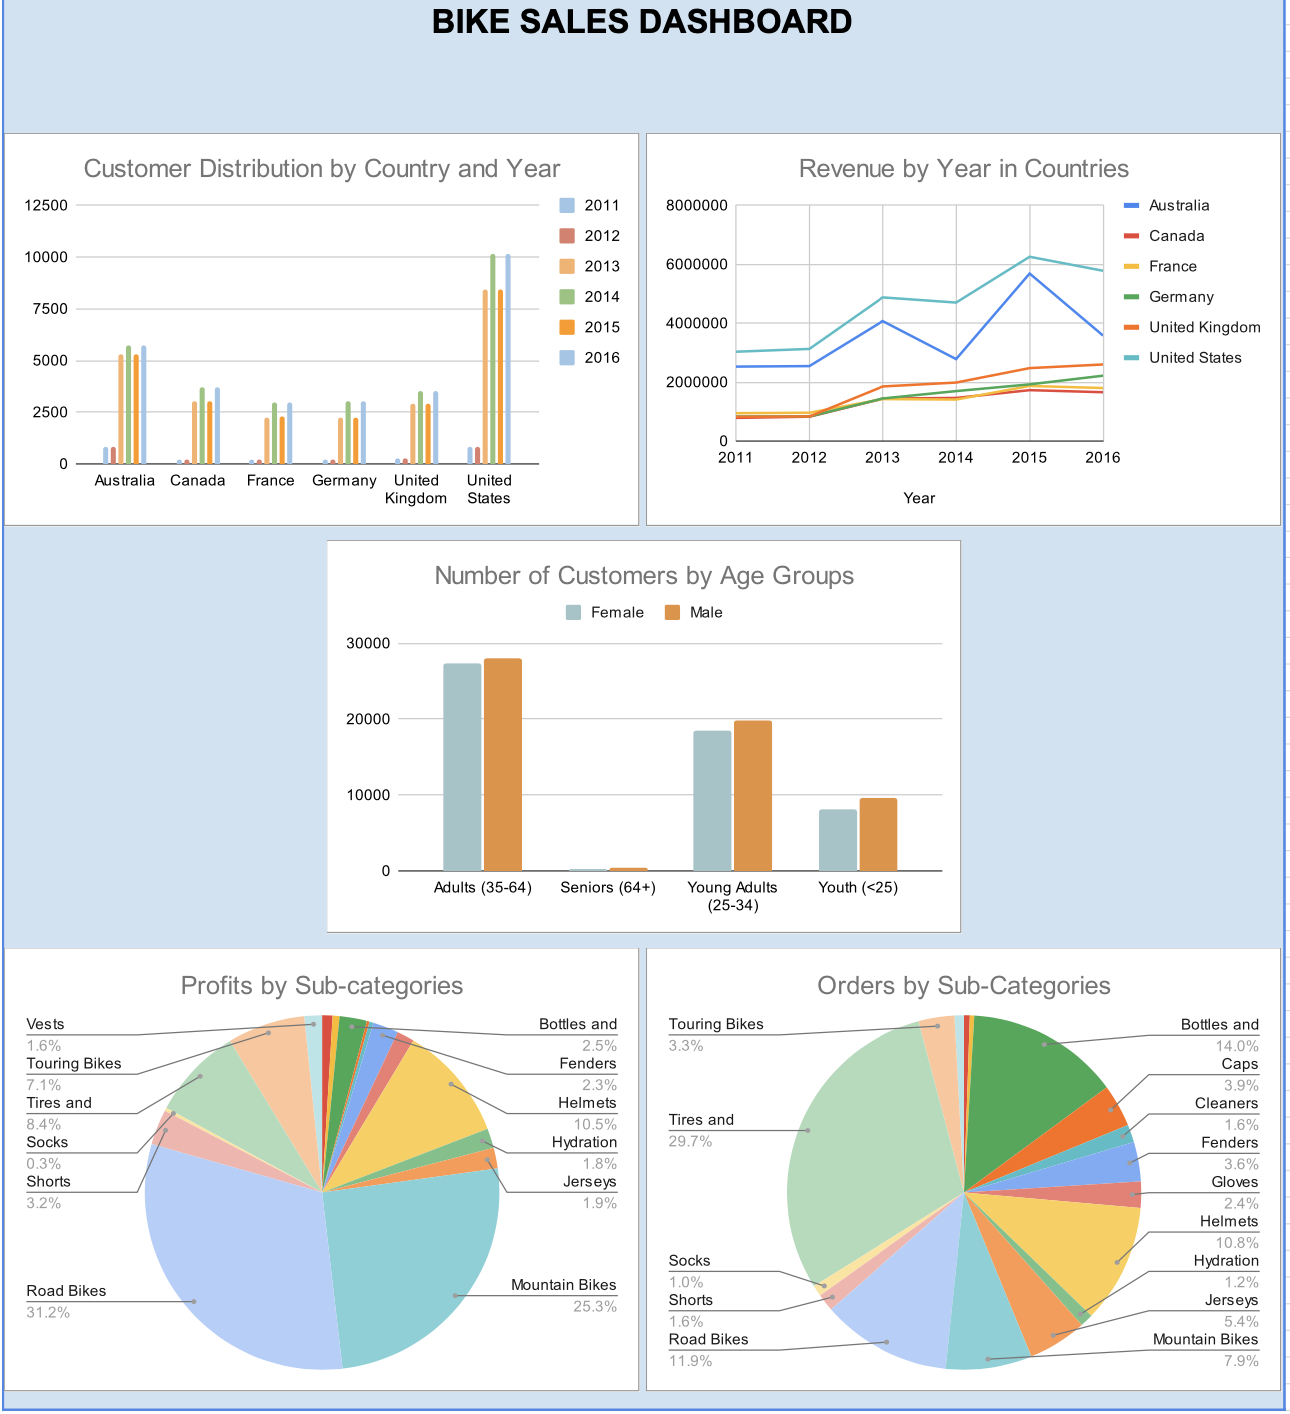 BIKE SALES DASHBOARD
Customer Distribution by Country and Year
12500
10000
7500
5000
2500
0
Australia
Canada
France
Germany
United
Kingdom
United
States
2011
2012
2013
2014
2015
2016
Revenue by Year in Countries
8000000
6000000
4000000
2000000
0
2011
2012
2013
2014
2015
2016
Year
Australia
Canada
France
Germany
United Kingdom
United States
Number of Customers by Age Groups
Female
Male
30000
20000
10000
0
Adults (35-64)
Seniors (64+)
Young Adults
(25-34)
Youth (<25)
Profits by Sub-categories
Vests
1.6%
Touring Bikes
7.1%
Tires and
8.4%
Socks
0.3%
Shorts
3.2%
Road Bikes
31.2%
Bottles and
2.5%
Fenders
2.3%
Helmets
10.5%
Hydration
1.8%
Jerseys
1.9%
Mountain Bikes
25.3%
Orders by Sub-Categories
Touring Bikes
3.3%
Tires and
29.7%
Socks
1.0%
Shorts
1.6%
Road Bikes
11.9%
Bottles and
14.0%
Caps
3.9%
Cleaners
1.6%
Fenders
3.6%
Gloves
2.4%
Helmets
10.8%
Hydration
1.2%
Jerseys
5.4%
Mountain Bikes
7.9%